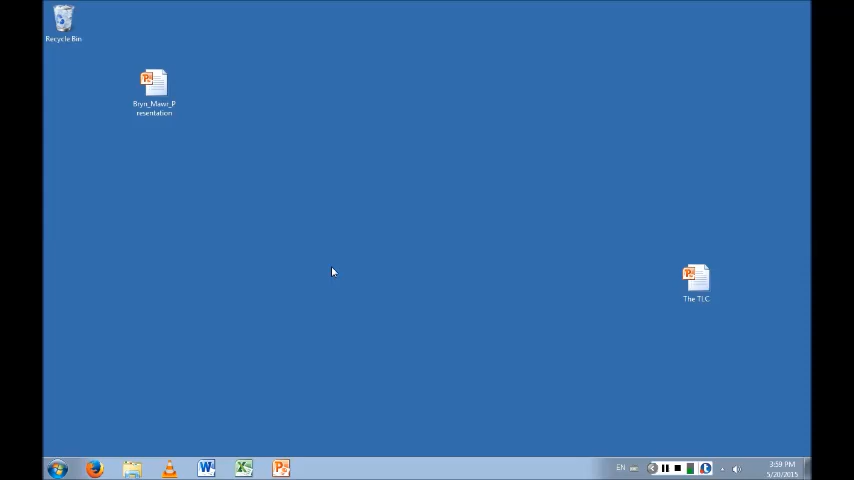 Recycle Bin
Bryn_Mawr_P
resentation
The TLC
EN
3:59 PM
5/20/2015